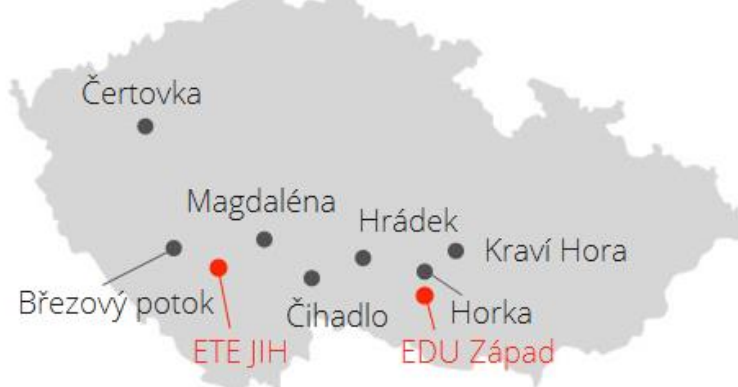 Čertovka
Magdaléna
Hrádek
Kraví Hora
Březový potok
Čihadlo
Horka
ETE JIH
EDU Západ